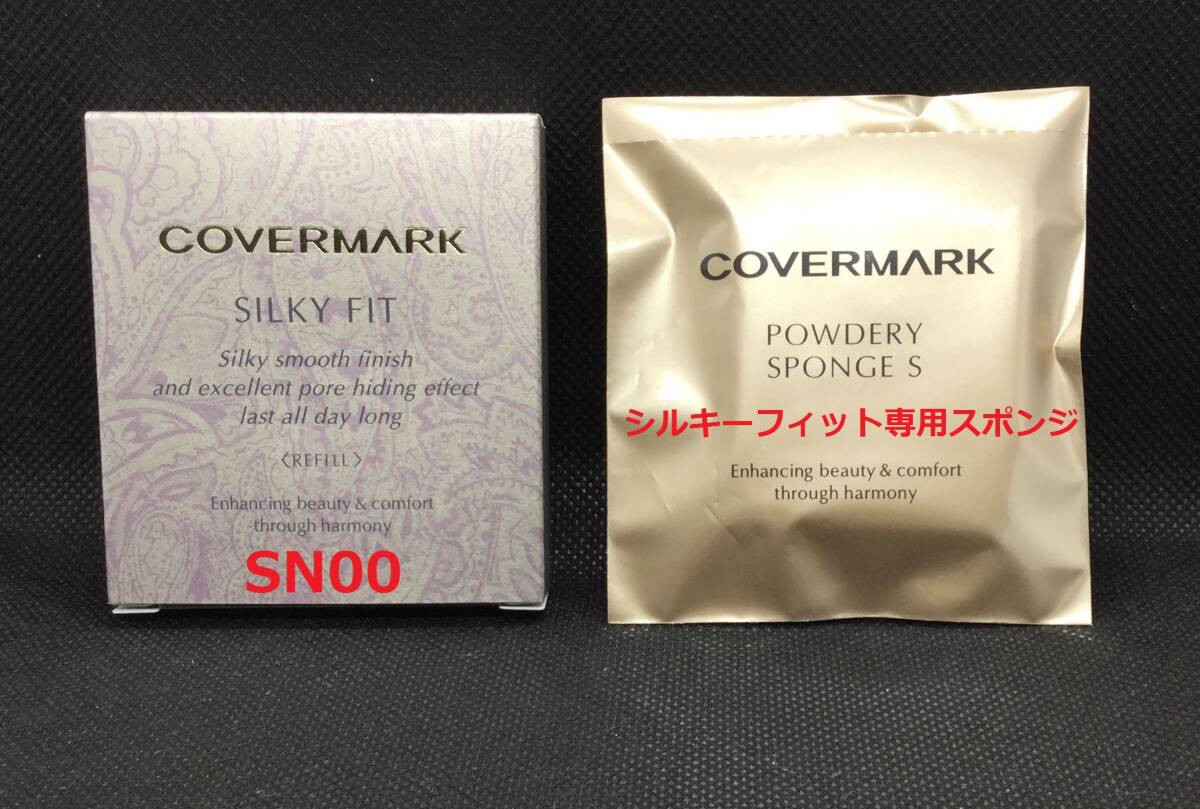 COVERMARK
SILKY FIT
Silky smooth finish
and excellent pore hiding effect
last all day long
〈REFILL〉
Enhancing beauty & comfort
through harmony
SN00
COVERMARK
POWDERY
SPONGE S
シルキーフィット専用スポンジ
Enhancing beauty & comfort
through harmony